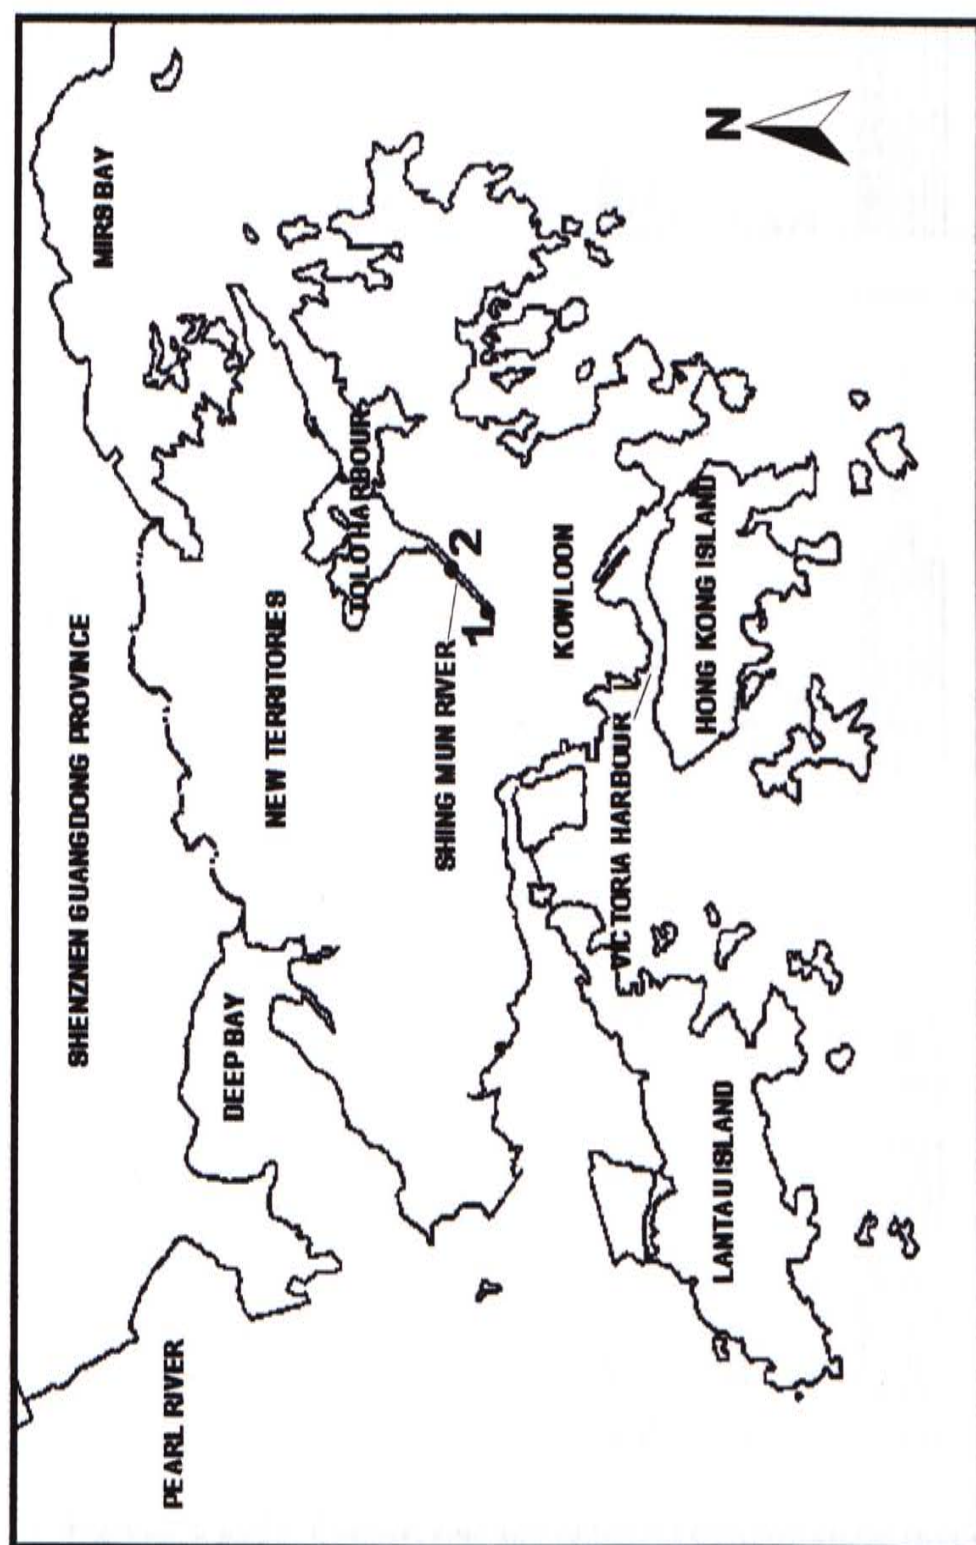 SHENZNEN GUANGDONG PROVINCE
MIRS BAY
N
PEARL RIVER
DEEP BAY
NEW TERRITORIES
TOLO HARBOUR
SHING MUN RIVER
1
2
KOWLOON
VICTORIA HARBOUR
HONG KONG ISLAND
LANTAU ISLAND